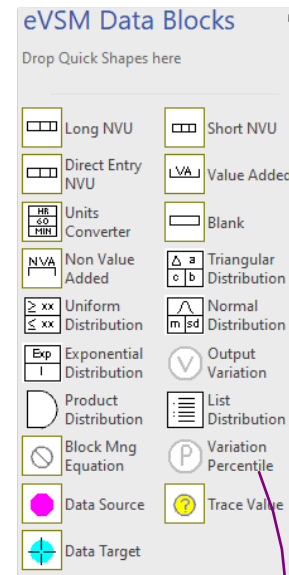 eVSM Data Blocks
Drop Quick Shapes here
Long NVU
Short NVU
Direct Entry
NVU
VA
Value Added
HR
60
MIN
Units
Converter
Blank
NVA
Non Value
Added
Δ a
c b
Triangular
Distribution
≥ xx
≤ xx
Uniform
Distribution
m sd
Normal
Distribution
Exp
I
Exponential
Distribution
V
Output
Variation
Product
Distribution
List
Distribution
Block Mng
Equation
P
Variation
Percentile
Data Source
?
Trace Value
Data Target